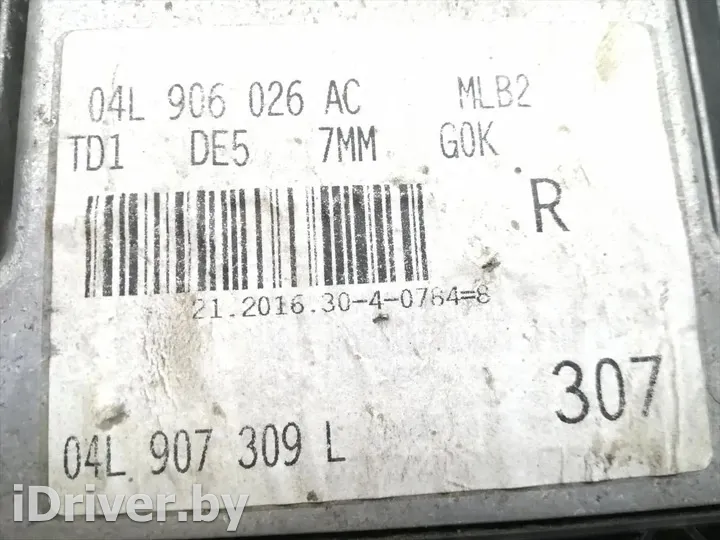 04L 906 026 AC MLB2
TD1 DE5 7MM G0K
R
21.2016.30-4-0764=8
307
04L 907 309 L
iDriver.by